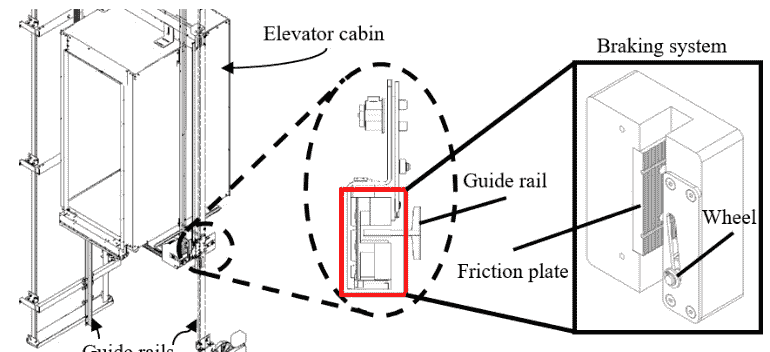 Elevator cabin
Braking system
Guide rail
Wheel
Friction plate
Guide rails